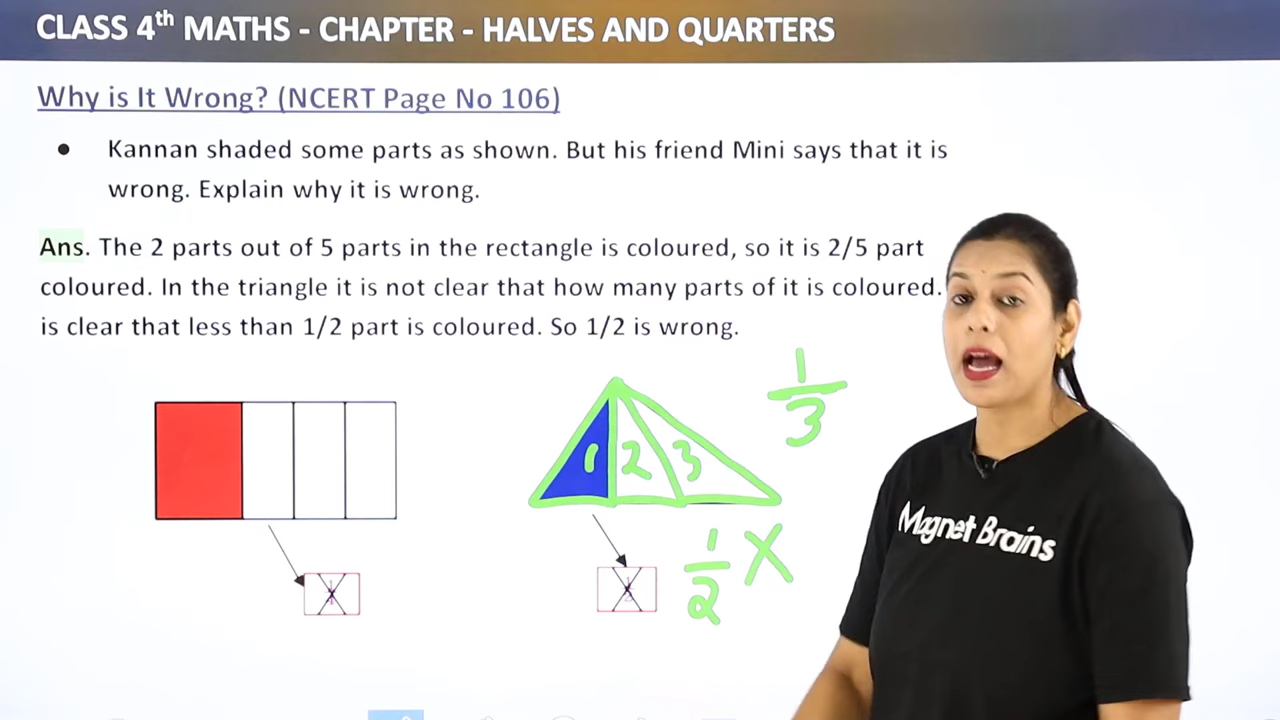 CLASS 4th MATHS - CHAPTER - HALVES AND QUARTERS
Why is It Wrong? (NCERT Page No 106)
• Kannan shaded some parts as shown. But his friend Mini says that it is
wrong. Explain why it is wrong.
Ans. The 2 parts out of 5 parts in the rectangle is coloured, so it is 2/5 part
coloured. In the triangle it is not clear that how many parts of it is coloured.
is clear that less than 1/2 part is coloured. So 1/2 is wrong.
1/3
1 2 3
1/2 X
Magnet Brains